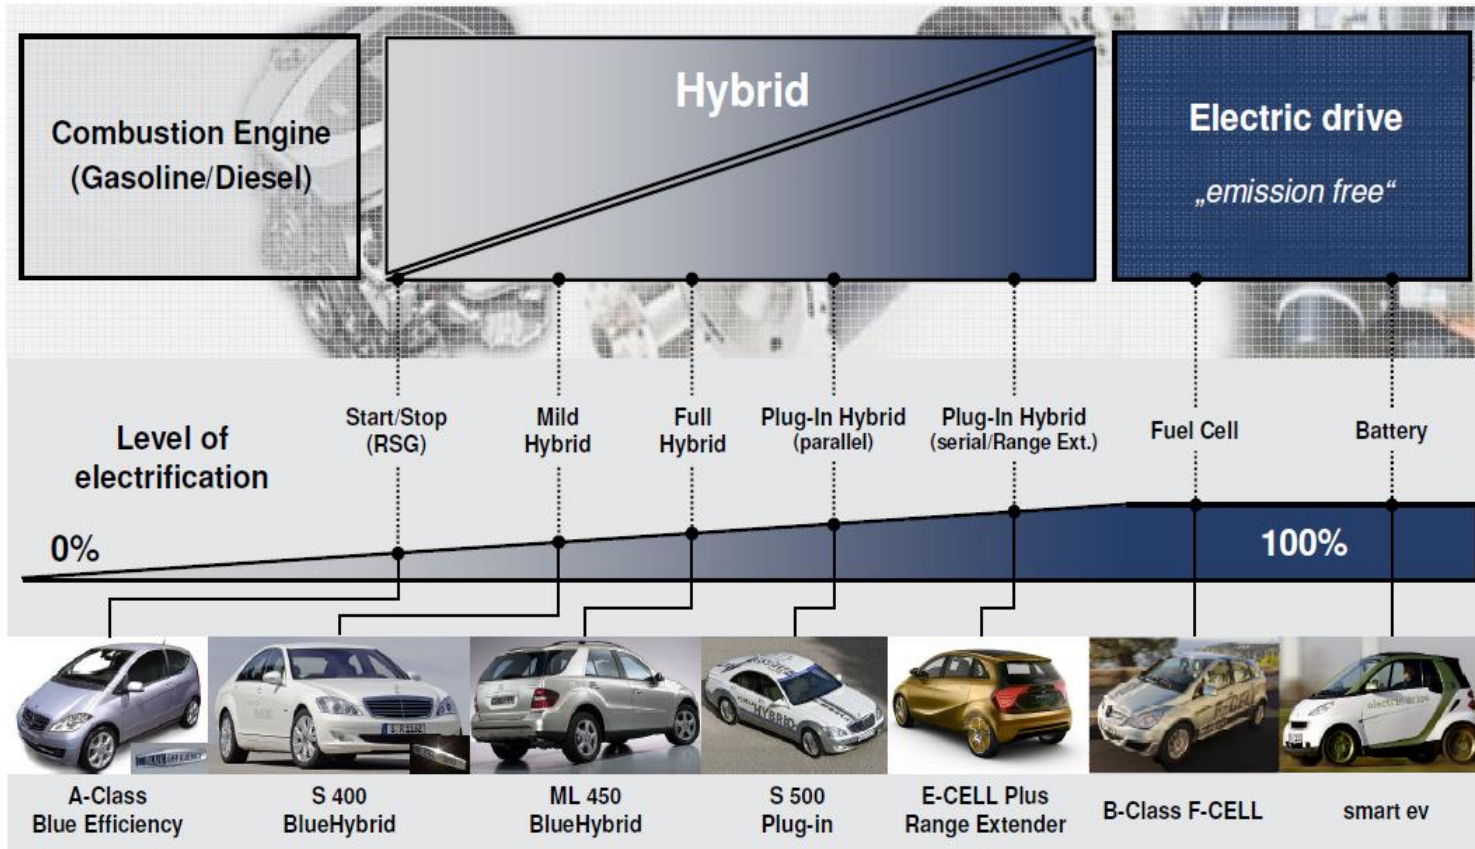 Combustion Engine
(Gasoline/Diesel)
Hybrid
Electric drive
„emission free“
Level of
electrification
Start/Stop
(RSG)
Mild
Hybrid
Full
Hybrid
Plug-In Hybrid
(parallel)
Plug-In Hybrid
(serial/Range Ext.)
Fuel Cell
Battery
0%
100%
A-Class
Blue Efficiency
S 400
BlueHybrid
ML 450
BlueHybrid
S 500
Plug-in
E-CELL Plus
Range Extender
B-Class F-CELL
smart ev